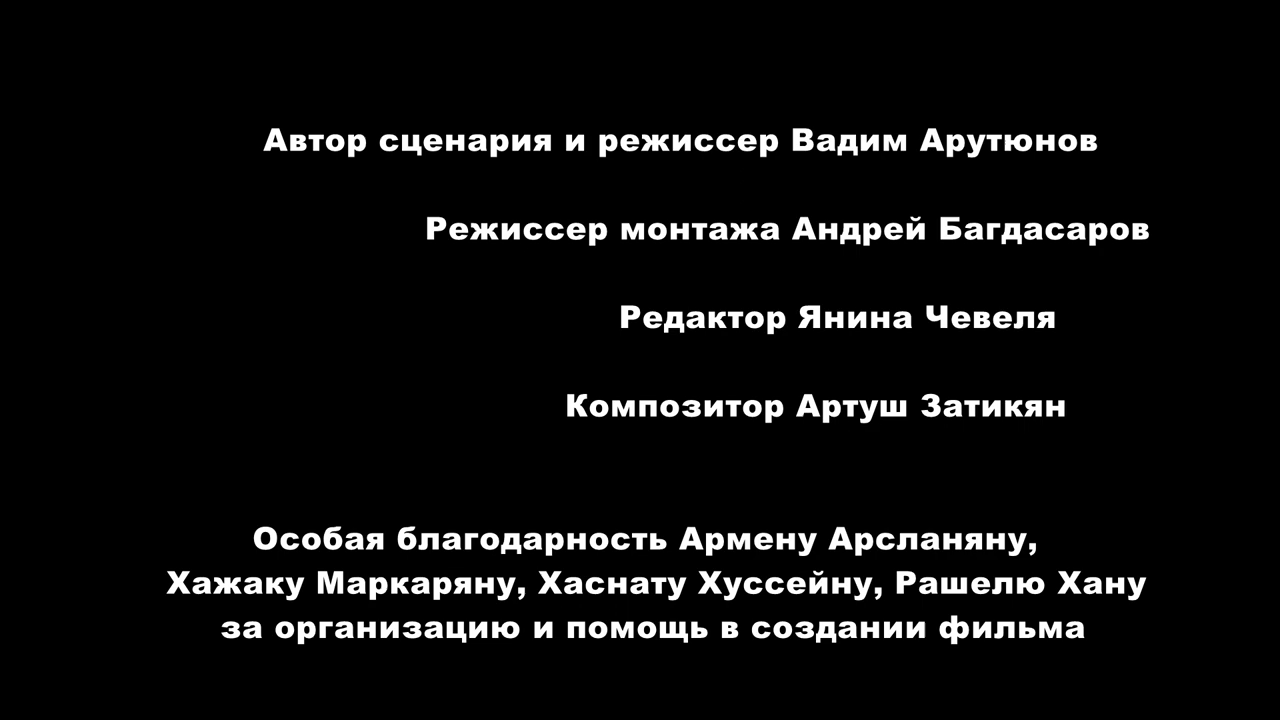 Автор сценария и режиссер Вадим Арутюнов
Режиссер монтажа Андрей Багдасаров
Редактор Янина Чевеля
Композитор Артуш Затикян
Особая благодарность Армену Арсланяну,
Хажаку Маркаряну, Хаснату Хуссейну, Рашелю Хану
за организацию и помощь в создании фильма